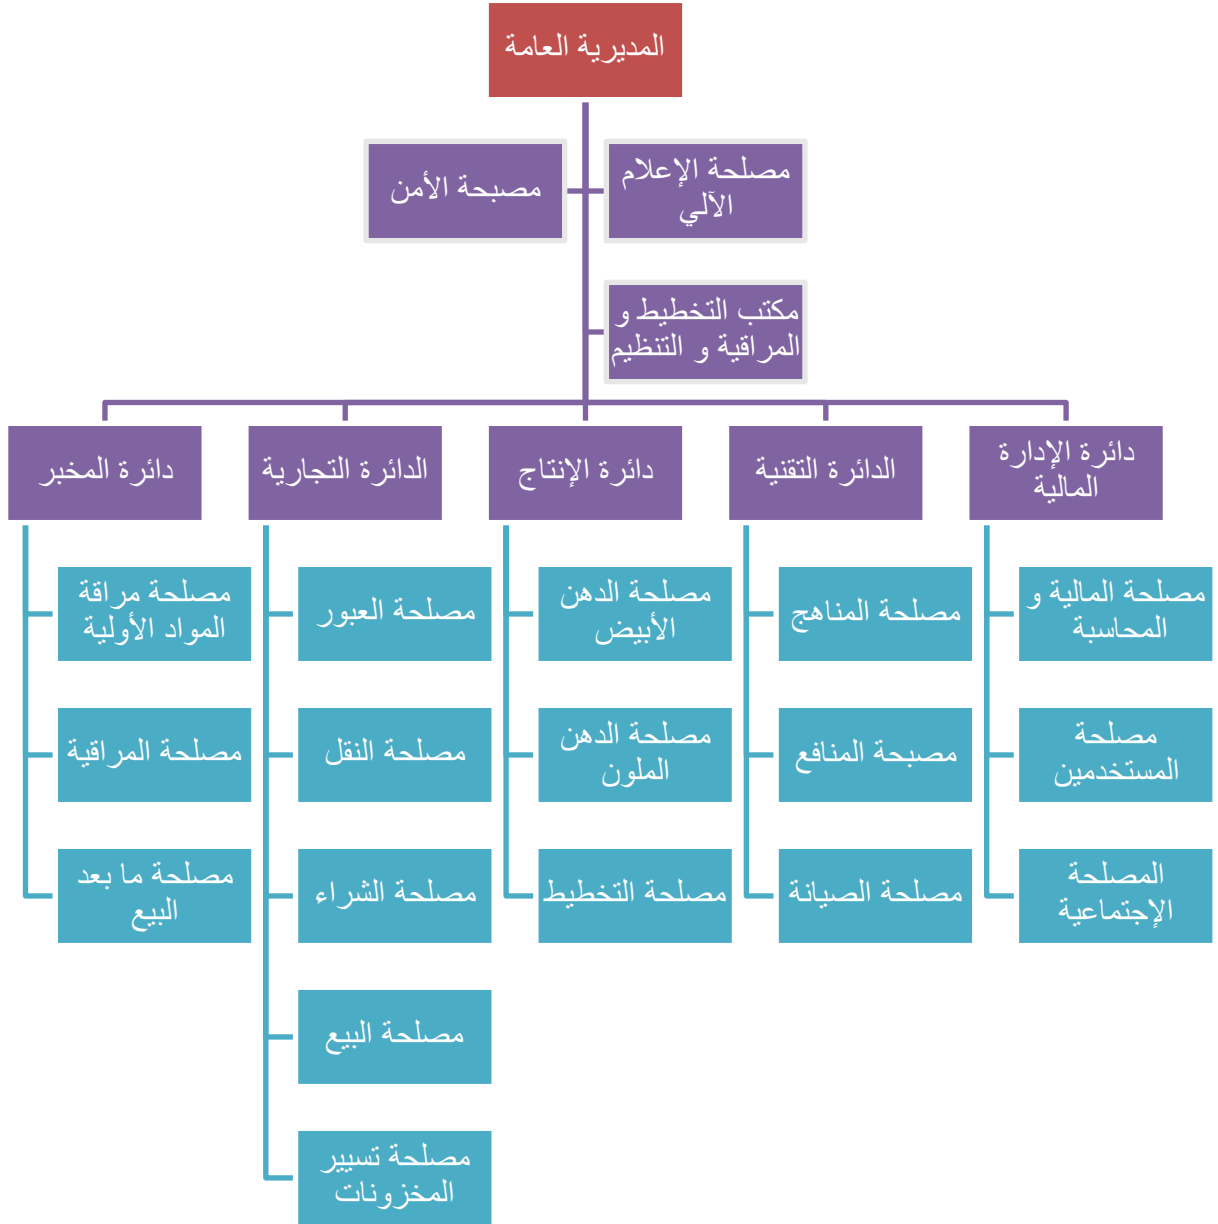 المديرية العامة
مصلحة الإعلام
الآلي
مصبحة الأمن
مكتب التخطيط و
المراقية و التنظيم
دائرة الإدارة
المالية
الدائرة التقنية
دائرة الإنتاج
الدائرة التجارية
دائرة المخبر
مصلحة المالية و
المحاسبة
مصلحة
المستخدمين
المصلحة
الإجتماعية
مصلحة المناهج
مصبحة المنافع
مصلحة الصيانة
مصلحة الدهن
الأبيض
مصلحة الدهن
الملون
مصلحة التخطيط
مصلحة العبور
مصلحة النقل
مصلحة الشراء
مصلحة البيع
مصلحة تسيير
المخزونات
مصلحة مراقة
المواد الأولية
مصلحة المراقية
مصلحة ما بعد
البيع